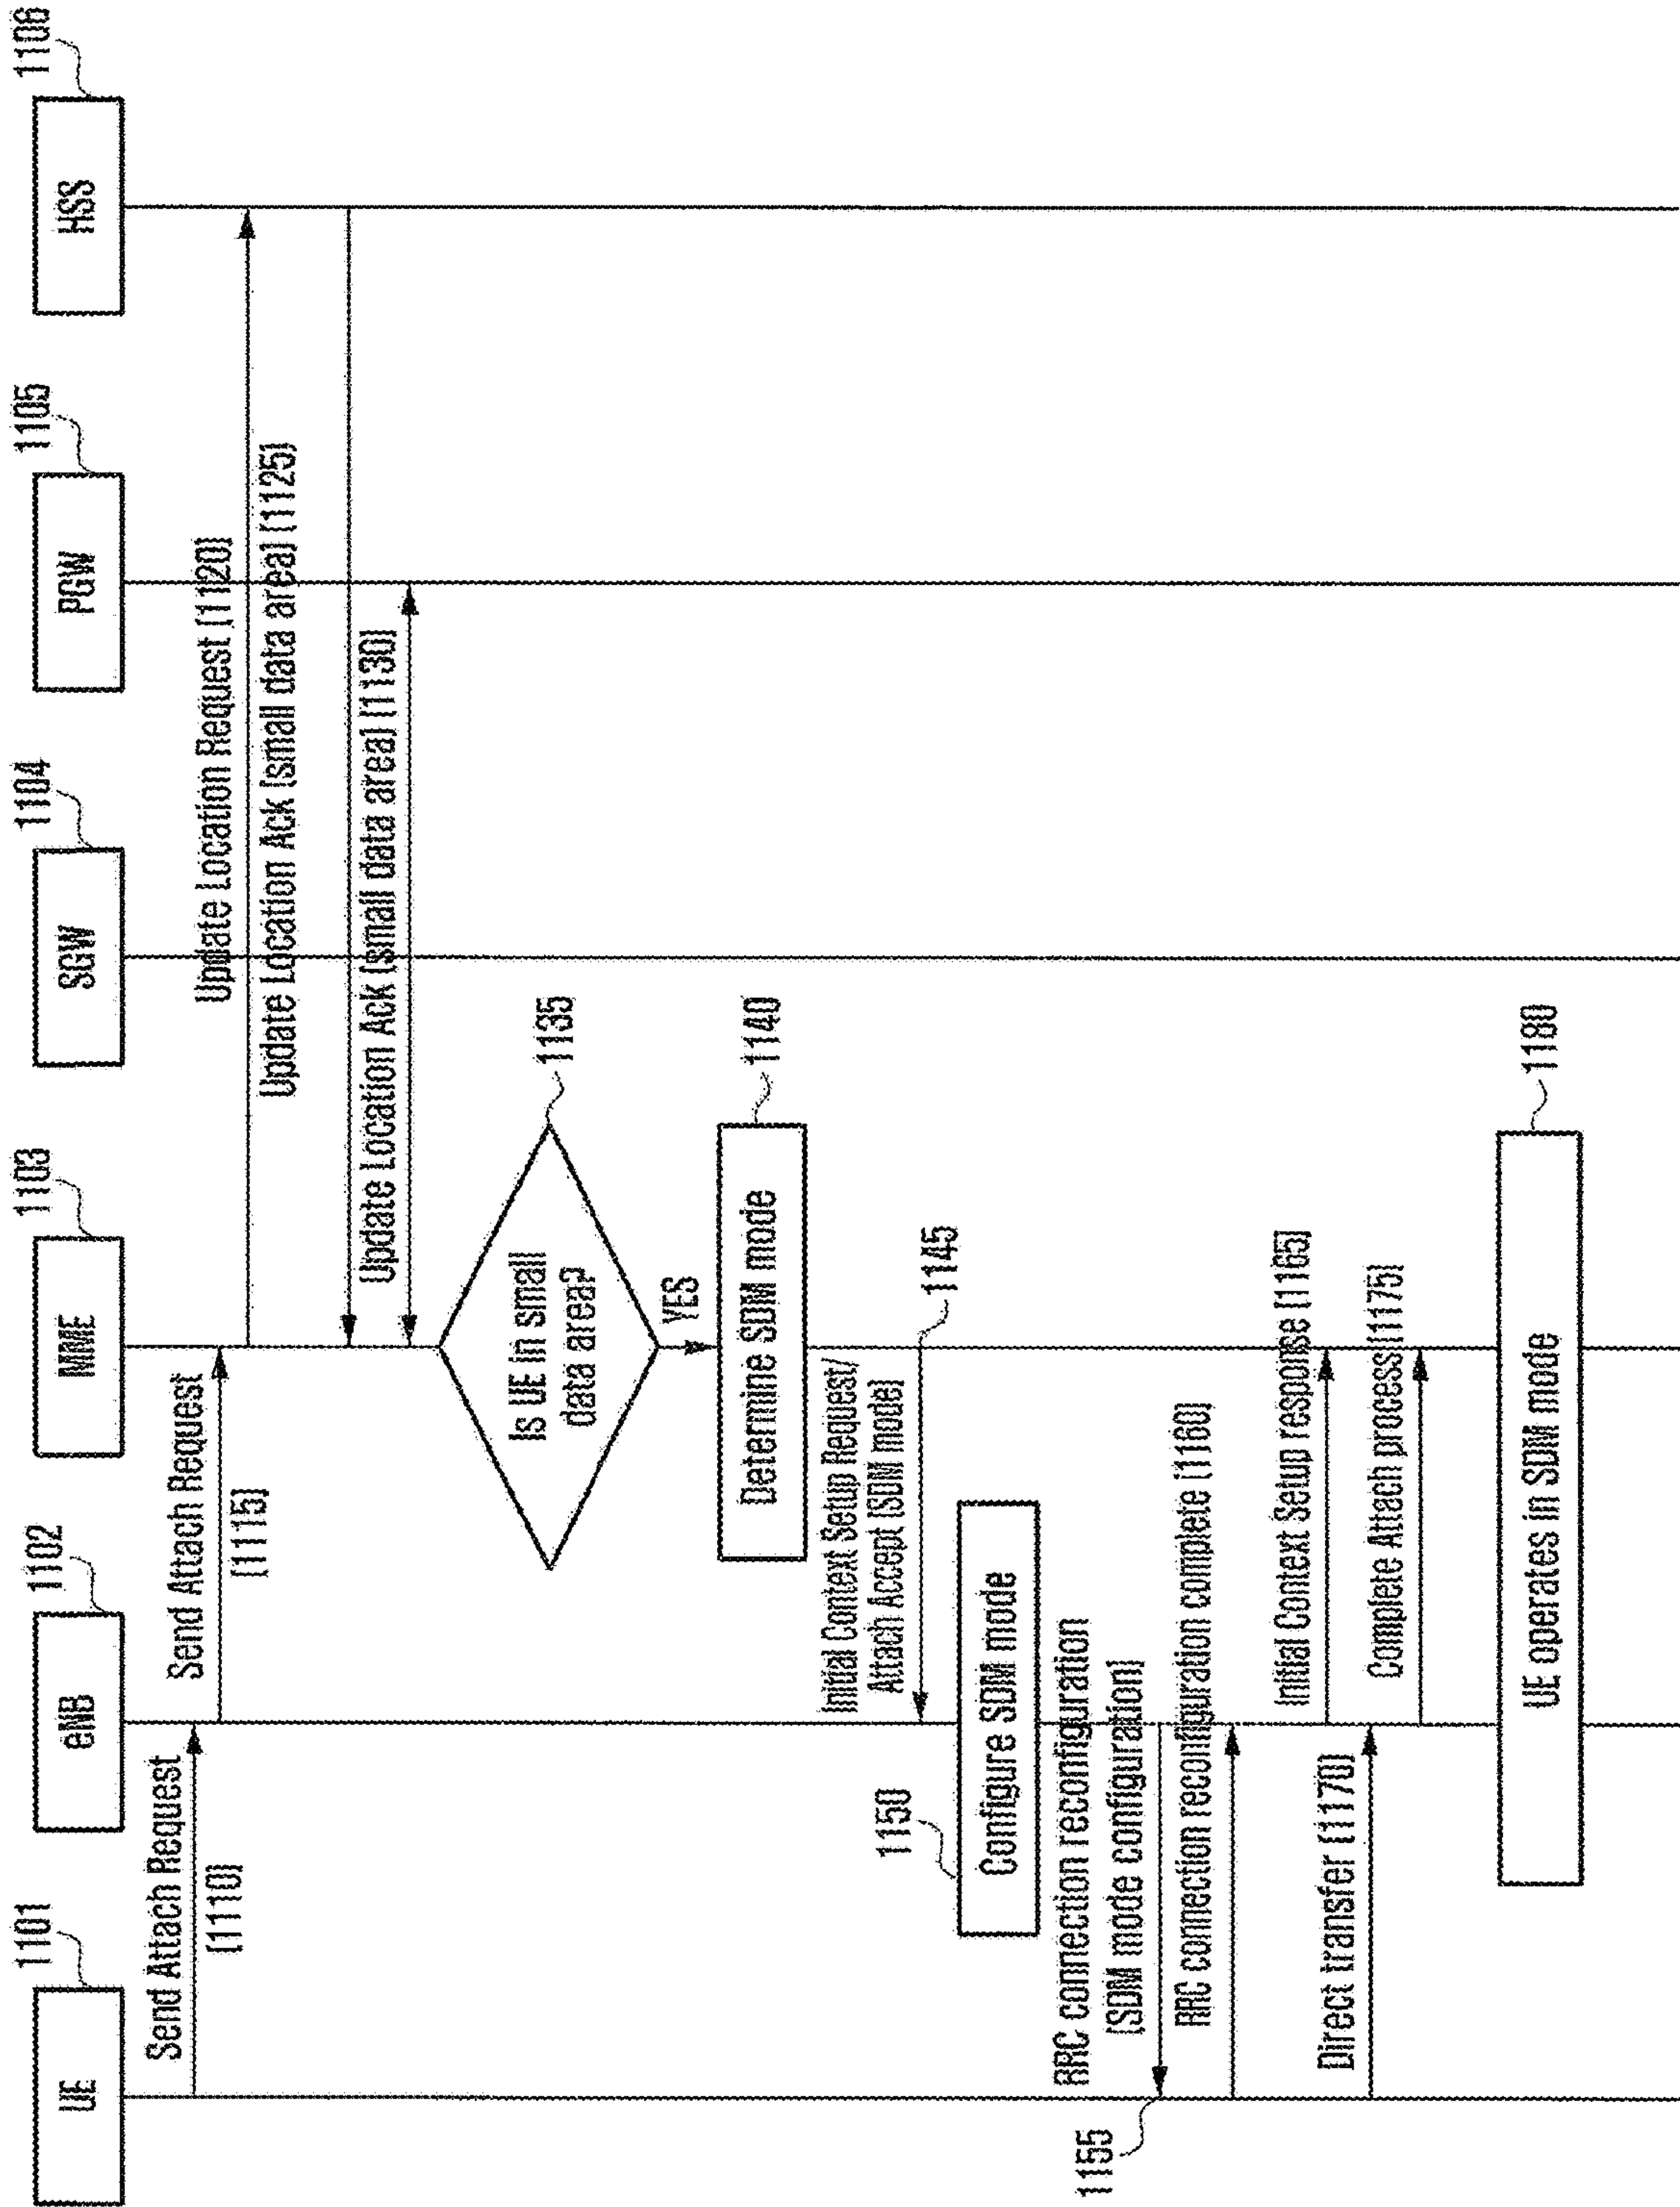 1101
1102
1103
1104
1105
1106
UE
eNB
MME
SGW
PGW
HSS
Send Attach Request
(1110)
Send Attach Request
(1115)
Update Location Request (1120)
Update Location Ack (small data area) (1125)
Update Location Ack (small data area) (1130)
1135
Is UE in small
data area?
YES
1140
Determine SDM mode
1145
Initial Context Setup Request/
Attach Accept (SDM model)
1150
Configure SDM mode
RRC connection reconfiguration
(SDM mode configuration)
1155
RRC connection reconfiguration complete (1160)
Initial Context Setup response (1165)
Direct transfer (1170)
Complete Attach process(1175)
1180
UE operates in SDM mode